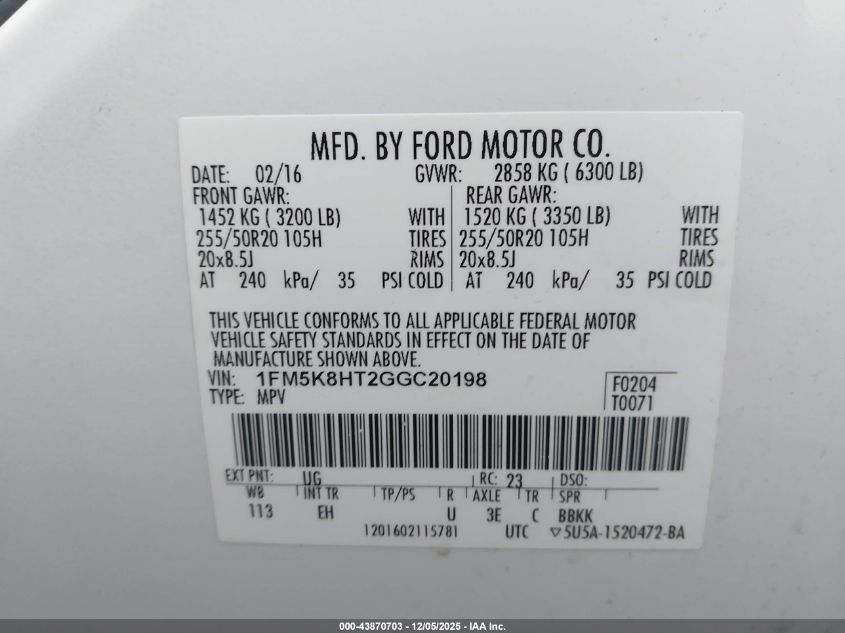 MFD. BY FORD MOTOR CO.
DATE: 02/16 GVWR: 2858 KG ( 6300 LB)
FRONT GAWR: REAR GAWR:
1452 KG ( 3200 LB) WITH 1520 KG ( 3350 LB) WITH
255/50R20 105H TIRES 255/50R20 105H TIRES
20x8.5J RIMS 20x8.5J RIMS
AT 240 kPa/ 35 PSI COLD AT 240 kPa/ 35 PSI COLD
THIS VEHICLE CONFORMS TO ALL APPLICABLE FEDERAL MOTOR
VEHICLE SAFETY STANDARDS IN EFFECT ON THE DATE OF
MANUFACTURE SHOWN ABOVE.
VIN: 1FM5K8HT2GGC20198 F0204
TYPE: MPV T0071
EXT PNT: UG RC: 23 DSO:
WB INT TR TP/PS R AXLE TR SPR
113 EH U 3E C BBKK
1201602115781 UTC ▽5U5A-1520472-BA
000-43870703 - 12/05/2025 - IAA Inc.